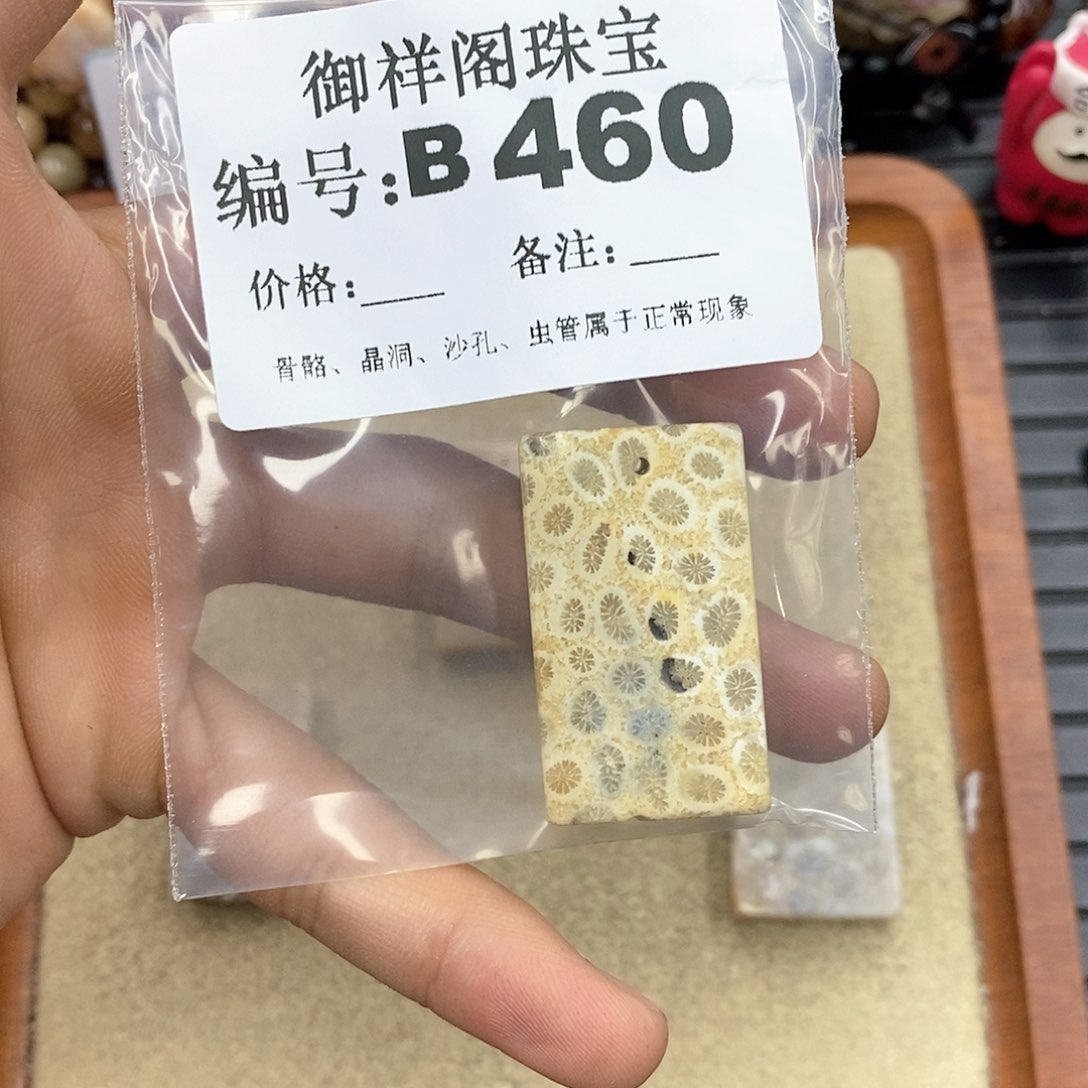 御祥阁珠宝
编号:B460
价格:____ 备注:____
骨骼、晶洞、沙孔、虫管属于正常现象